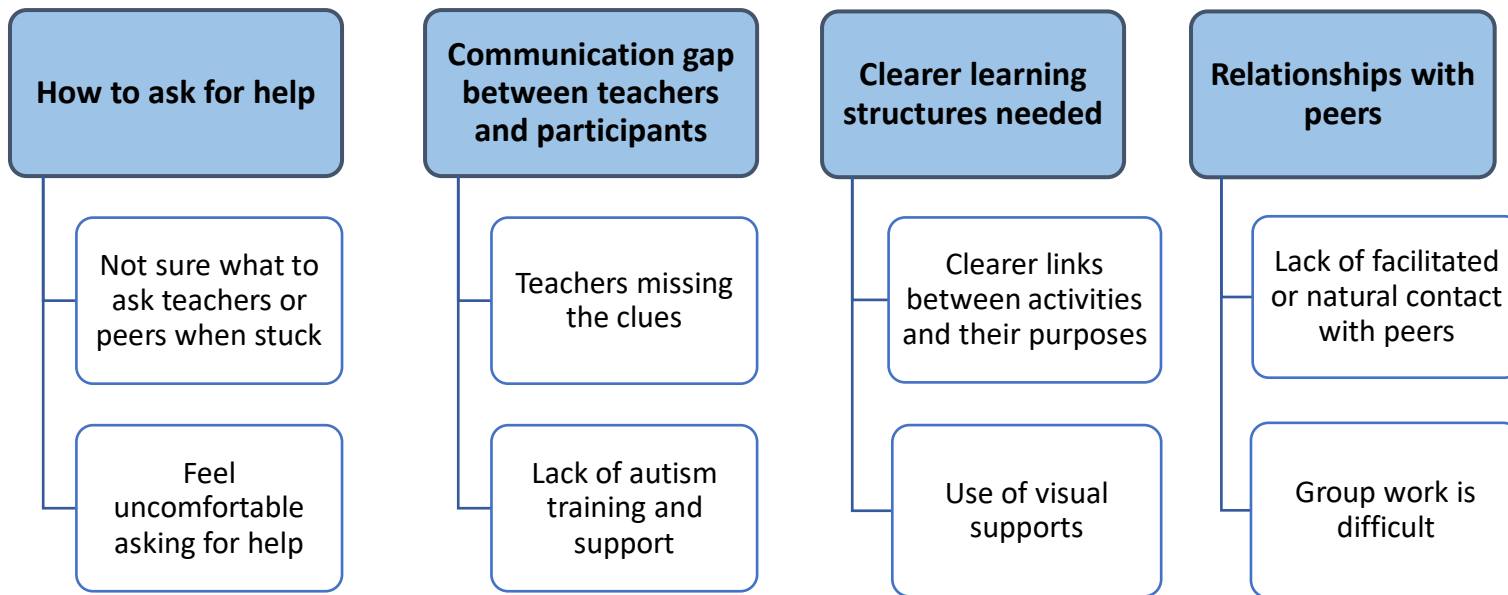 How to ask for help
Not sure what to
ask teachers or
peers when stuck
Feel
uncomfortable
asking for help
Communication gap
between teachers
and participants
Teachers missing
the clues
Lack of autism
training and
support
Clearer learning
structures needed
Clearer links
between activities
and their purposes
Use of visual
supports
Relationships with
peers
Lack of facilitated
or natural contact
with peers
Group work is
difficult